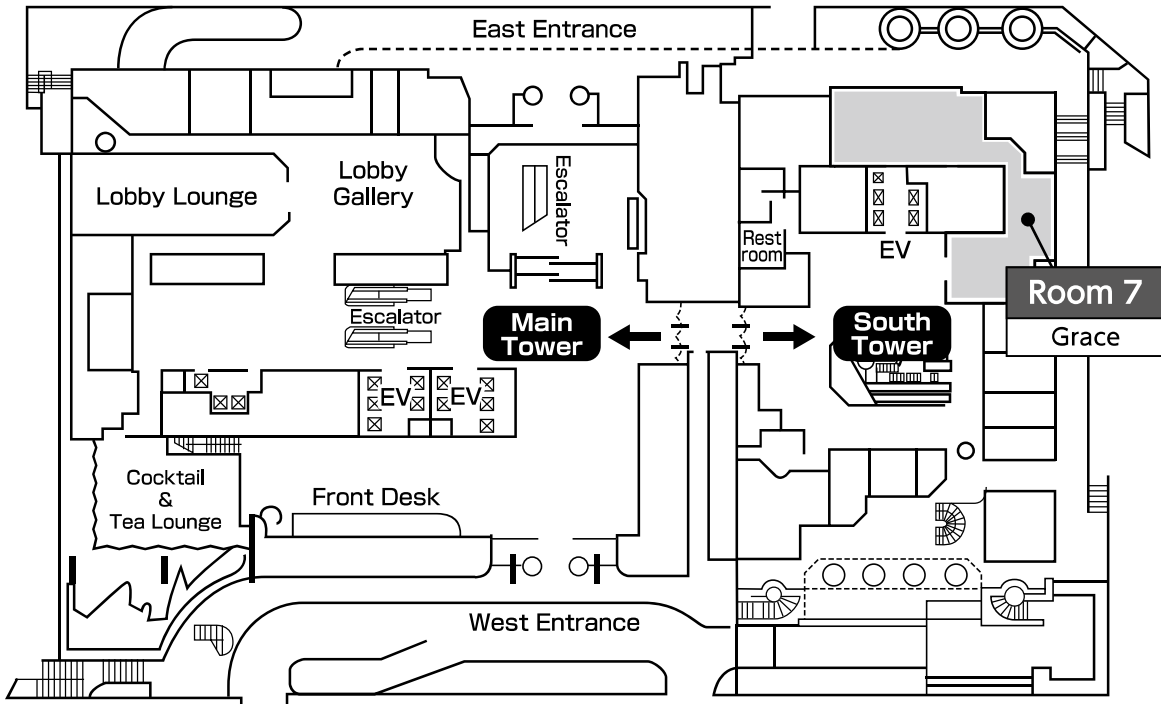 East Entrance
Lobby Lounge
Lobby
Gallery
Escalator
Rest
room
EV
Room 7
Grace
Escalator
Main
Tower
South
Tower
EV
EV
Cocktail
&
Tea Lounge
Front Desk
West Entrance